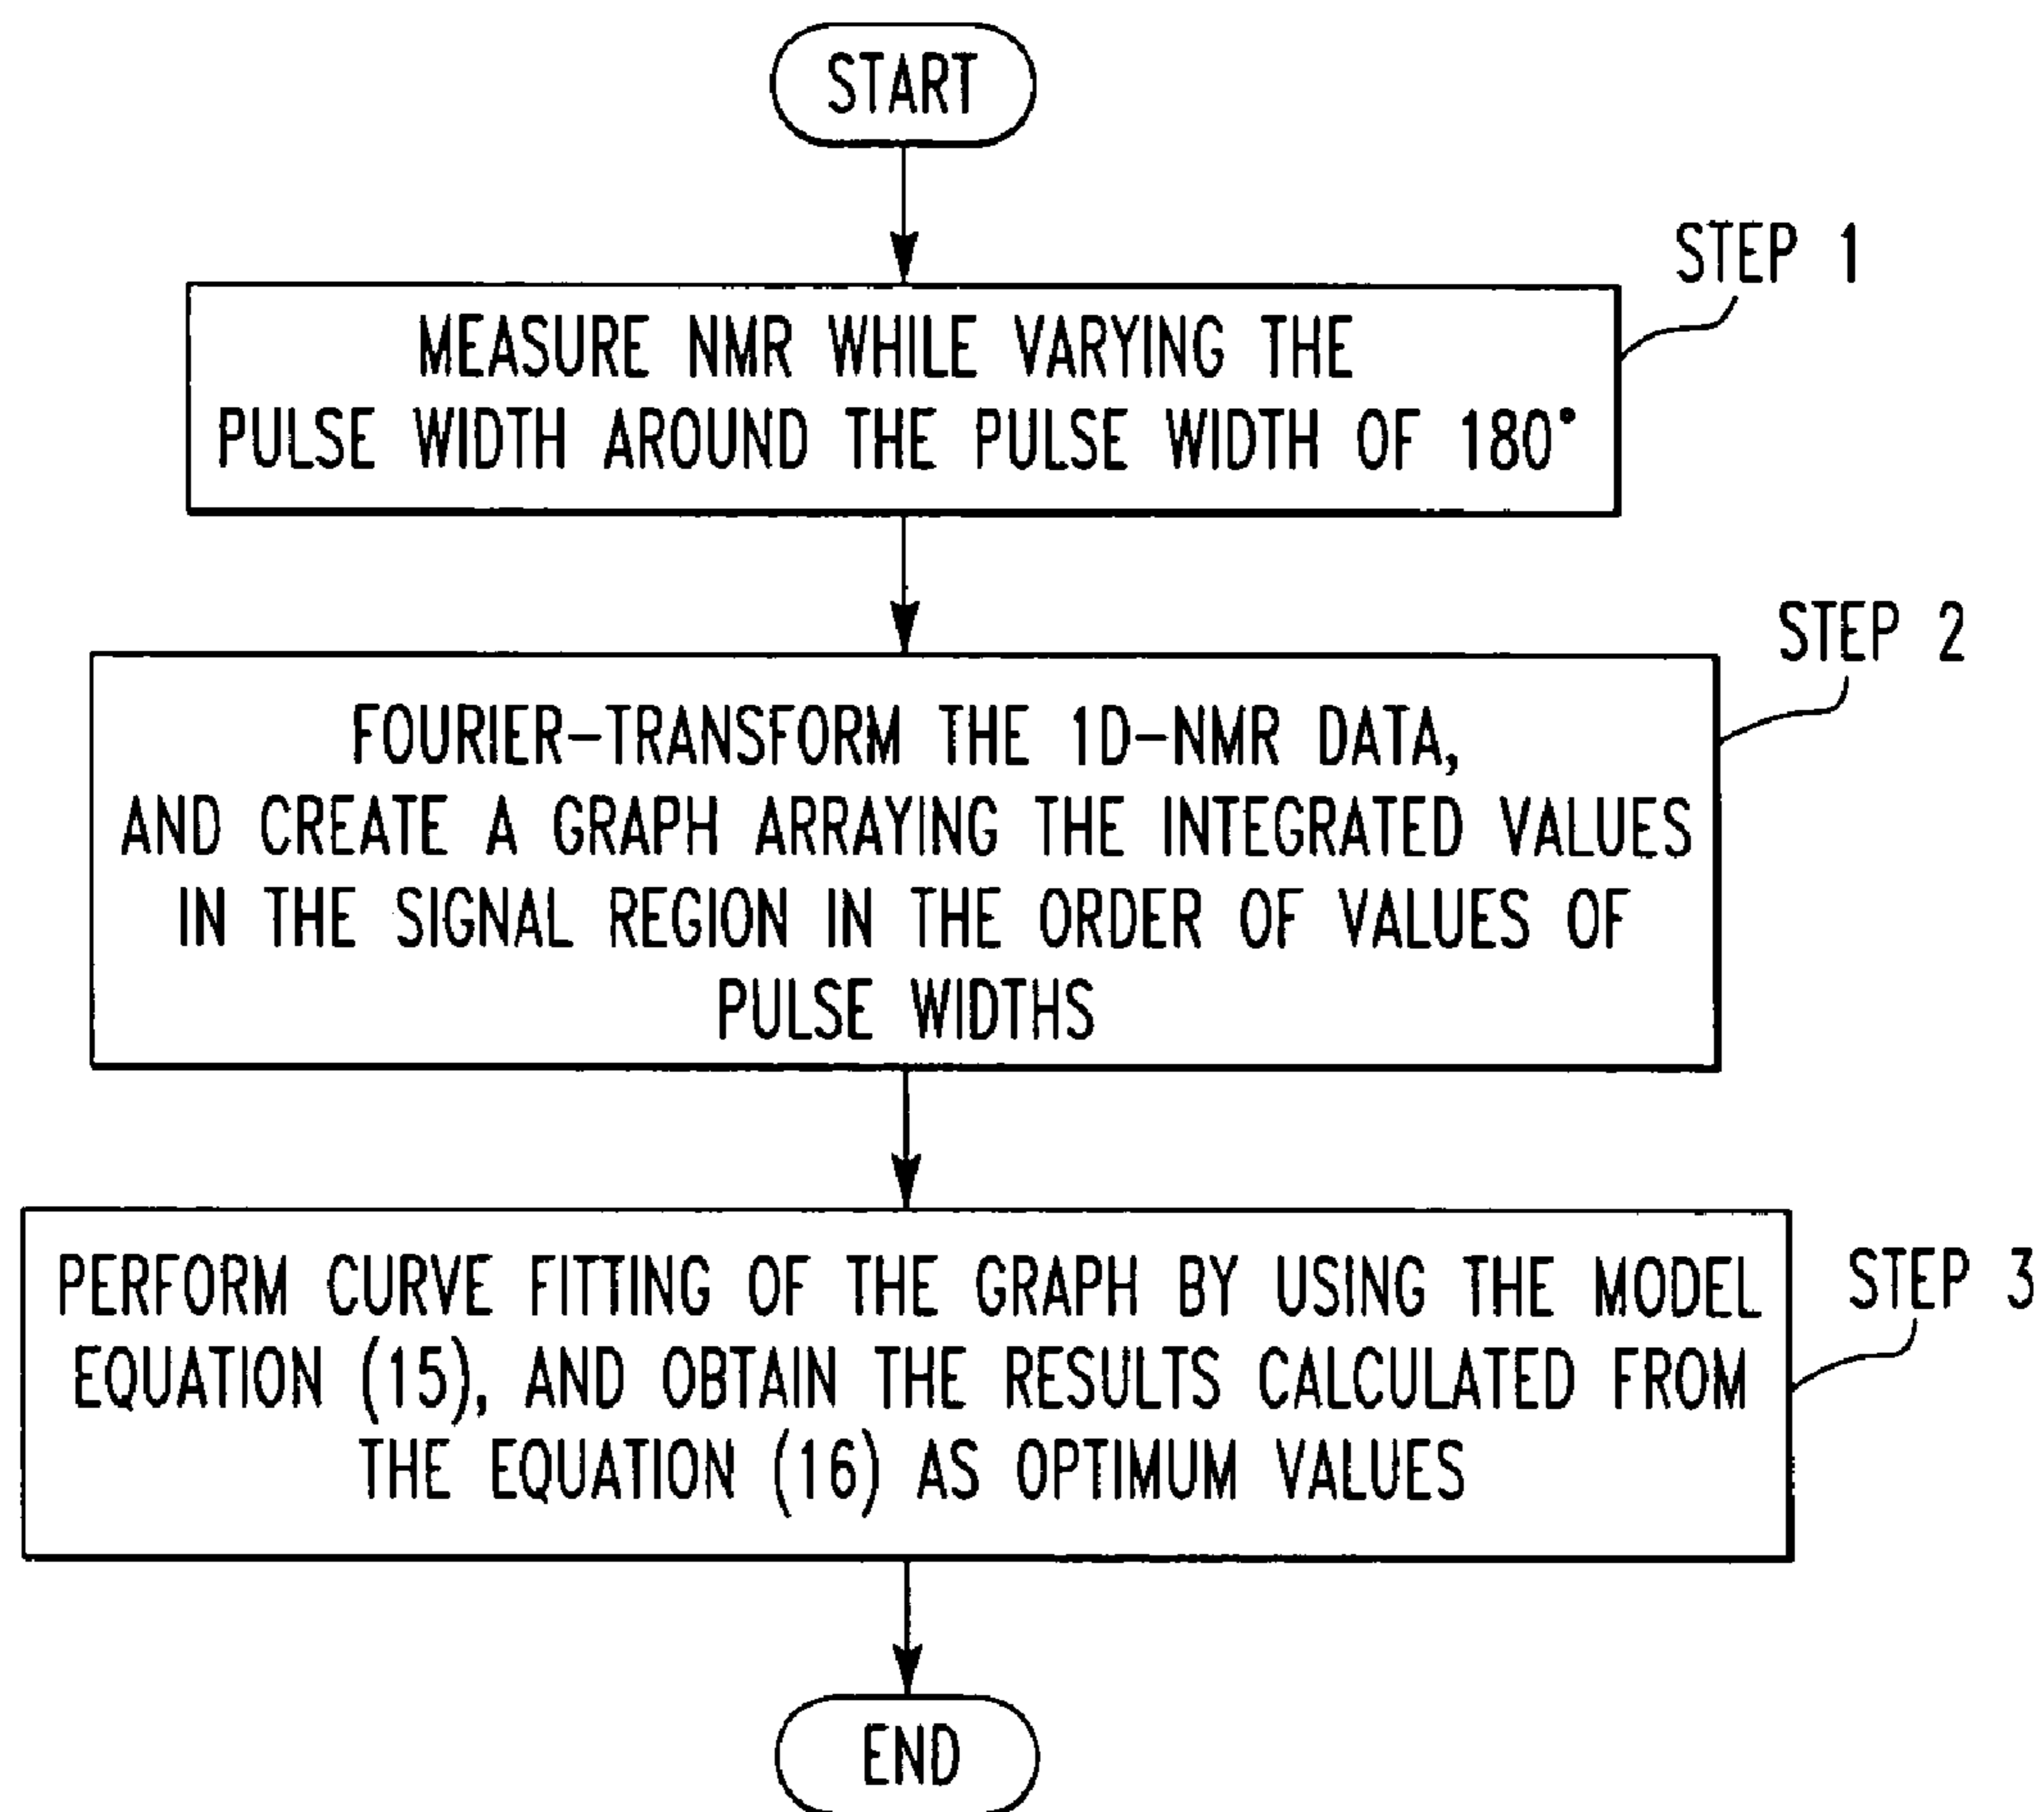 START
STEP 1
MEASURE NMR WHILE VARYING THE
PULSE WIDTH AROUND THE PULSE WIDTH OF 180°
STEP 2
FOURIER-TRANSFORM THE 1D-NMR DATA,
AND CREATE A GRAPH ARRAYING THE INTEGRATED VALUES
IN THE SIGNAL REGION IN THE ORDER OF VALUES OF
PULSE WIDTHS
STEP 3
PERFORM CURVE FITTING OF THE GRAPH BY USING THE MODEL
EQUATION (15), AND OBTAIN THE RESULTS CALCULATED FROM
THE EQUATION (16) AS OPTIMUM VALUES
END